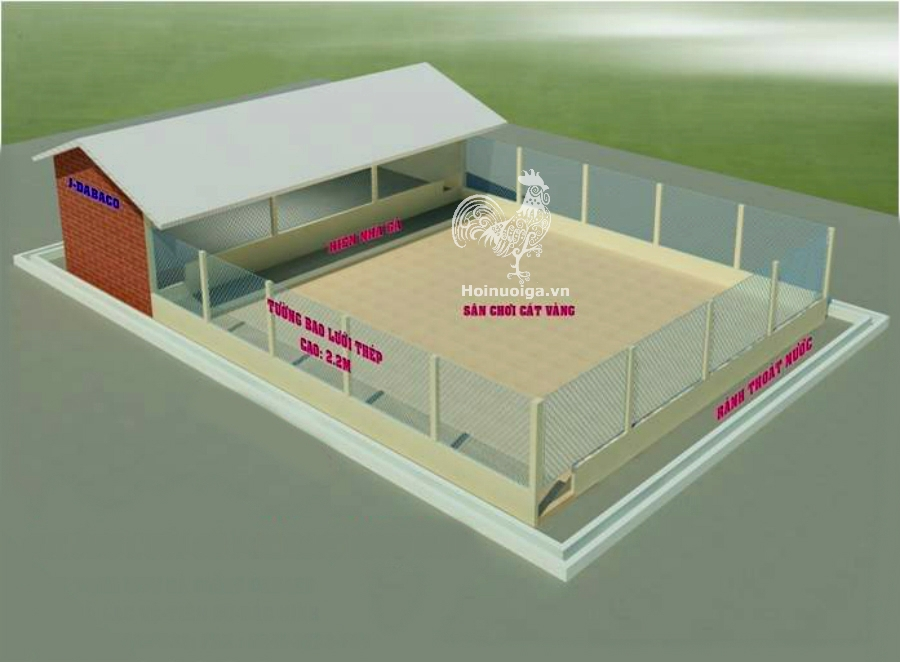 J-DABACO
HIÊN NHÀ GÀ
Hoinuoiga.vn
SÂN CHƠI CÁT VÀNG
TƯỜNG BAO LƯỚI THÉP
CAO: 2.2M
RÃNH THOÁT NƯỚC